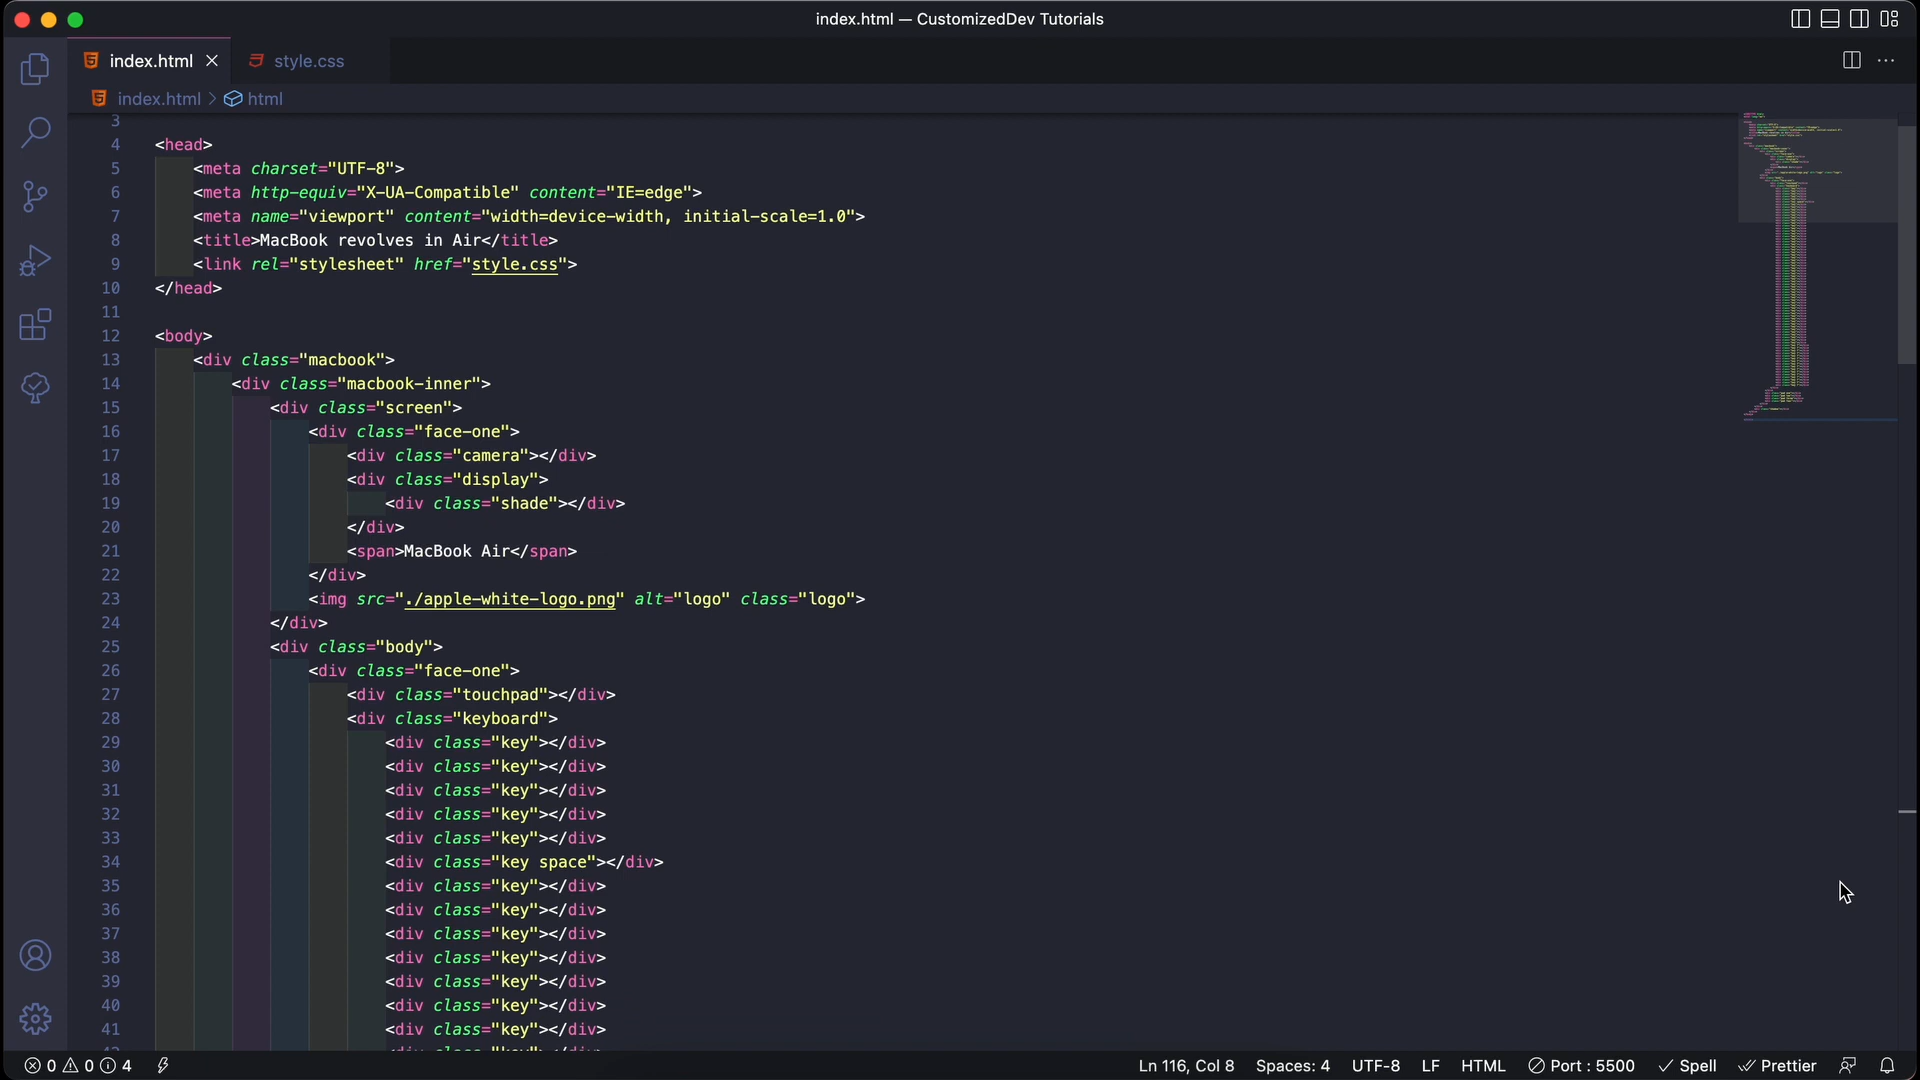 index.html — CustomizedDev Tutorials
index.html
style.css
index.html > html
3
4 <head>
5 <meta charset="UTF-8">
6 <meta http-equiv="X-UA-Compatible" content="IE=edge">
7 <meta name="viewport" content="width=device-width, initial-scale=1.0">
8 <title>MacBook revolves in Air</title>
9 <link rel="stylesheet" href="style.css">
10 </head>
11
12 <body>
13 <div class="macbook">
14 <div class="macbook-inner">
15 <div class="screen">
16 <div class="face-one">
17 <div class="camera"></div>
18 <div class="display">
19 <div class="shade"></div>
20 </div>
21 <span>MacBook Air</span>
22 </div>
23 <img src="./apple-white-logo.png" alt="logo" class="logo">
24 </div>
25 <div class="body">
26 <div class="face-one">
27 <div class="touchpad"></div>
28 <div class="keyboard">
29 <div class="key"></div>
30 <div class="key"></div>
31 <div class="key"></div>
32 <div class="key"></div>
33 <div class="key"></div>
34 <div class="key space"></div>
35 <div class="key"></div>
36 <div class="key"></div>
37 <div class="key"></div>
38 <div class="key"></div>
39 <div class="key"></div>
40 <div class="key"></div>
41 <div class="key"></div>
0 0 4 Ln 116, Col 8 Spaces: 4 UTF-8 LF HTML Port : 5500 Spell Prettier